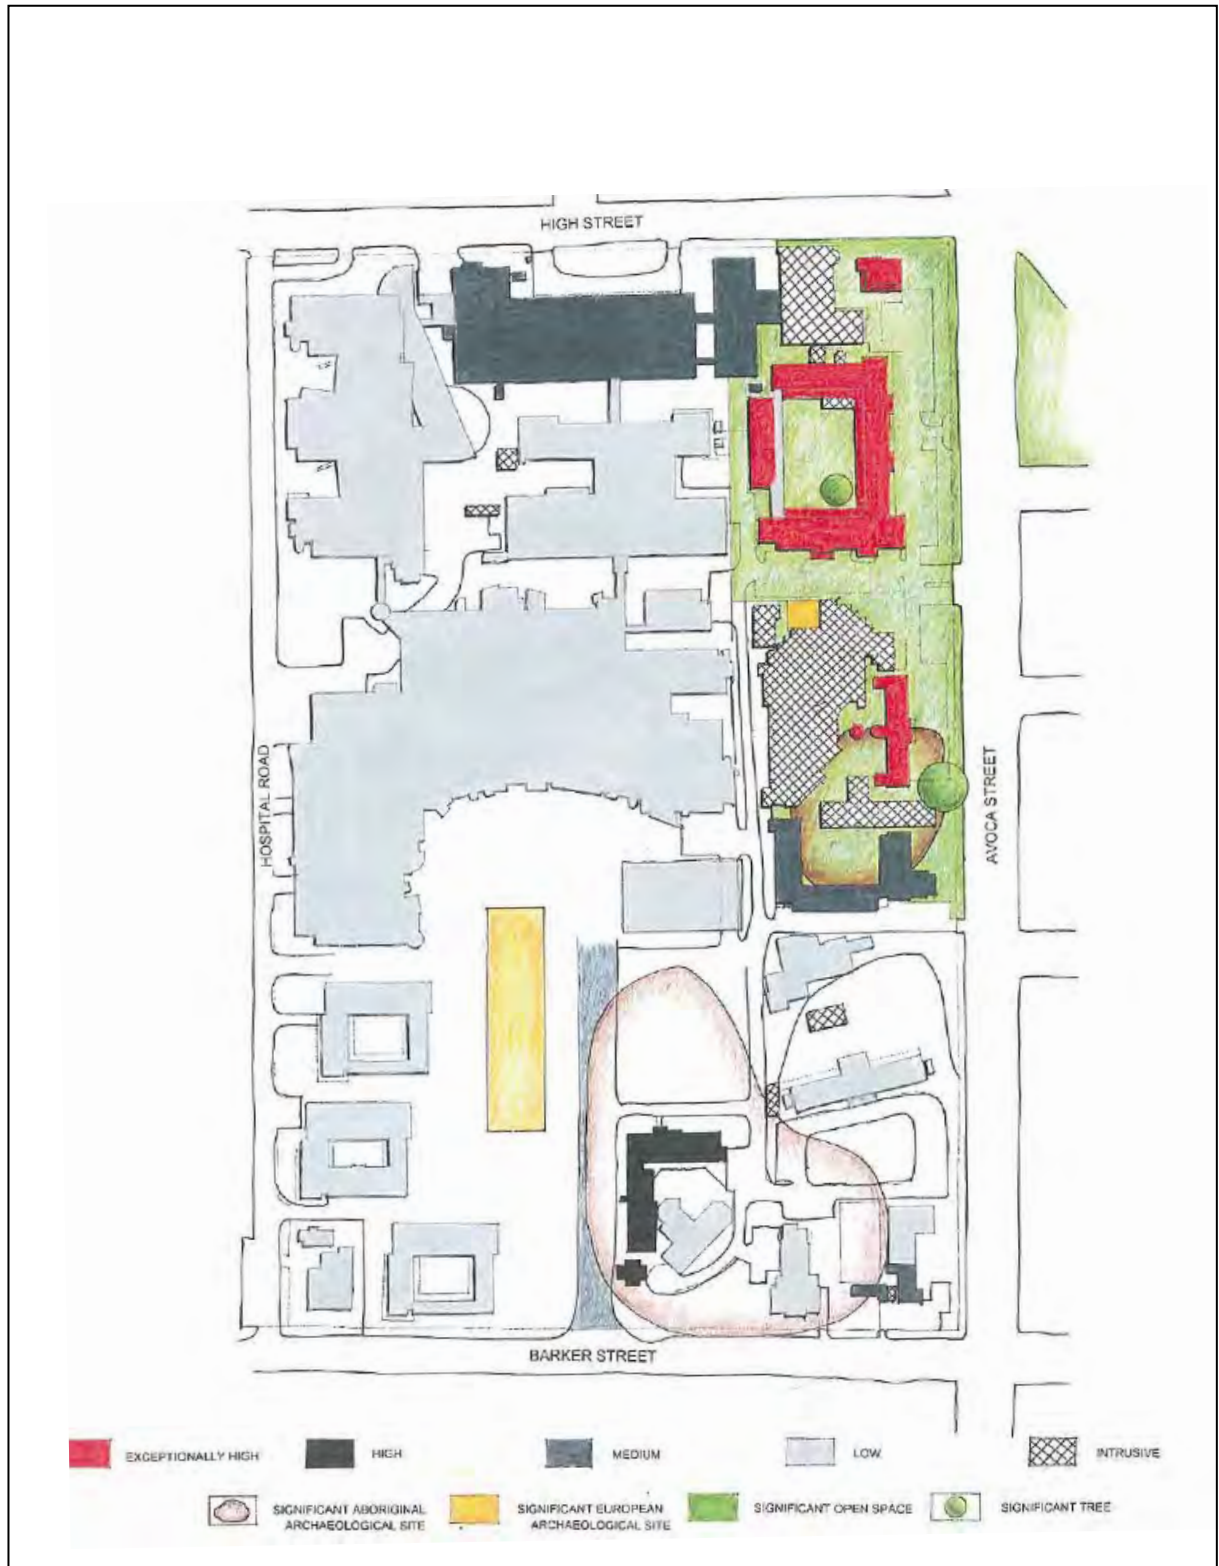 HIGH STREET
HOSPITAL ROAD
AVOCA STREET
BARKER STREET
EXCEPTIONALLY HIGH
HIGH
MEDIUM
LOW
INTRUSIVE
SIGNIFICANT ABORIGINAL
ARCHAEOLOGICAL SITE
SIGNIFICANT EUROPEAN
ARCHAEOLOGICAL SITE
SIGNIFICANT OPEN SPACE
SIGNIFICANT TREE